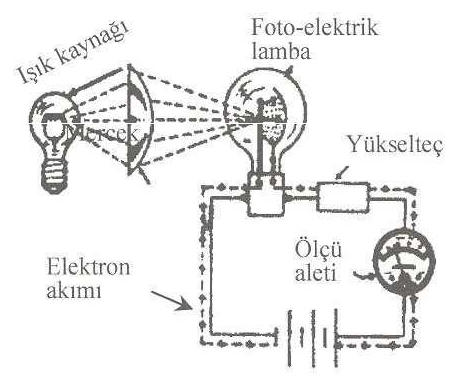 Işık kaynağı
Foto-elektrik
lamba
Mercek
Yükselteç
Ölçü
aleti
Elektron
akımı